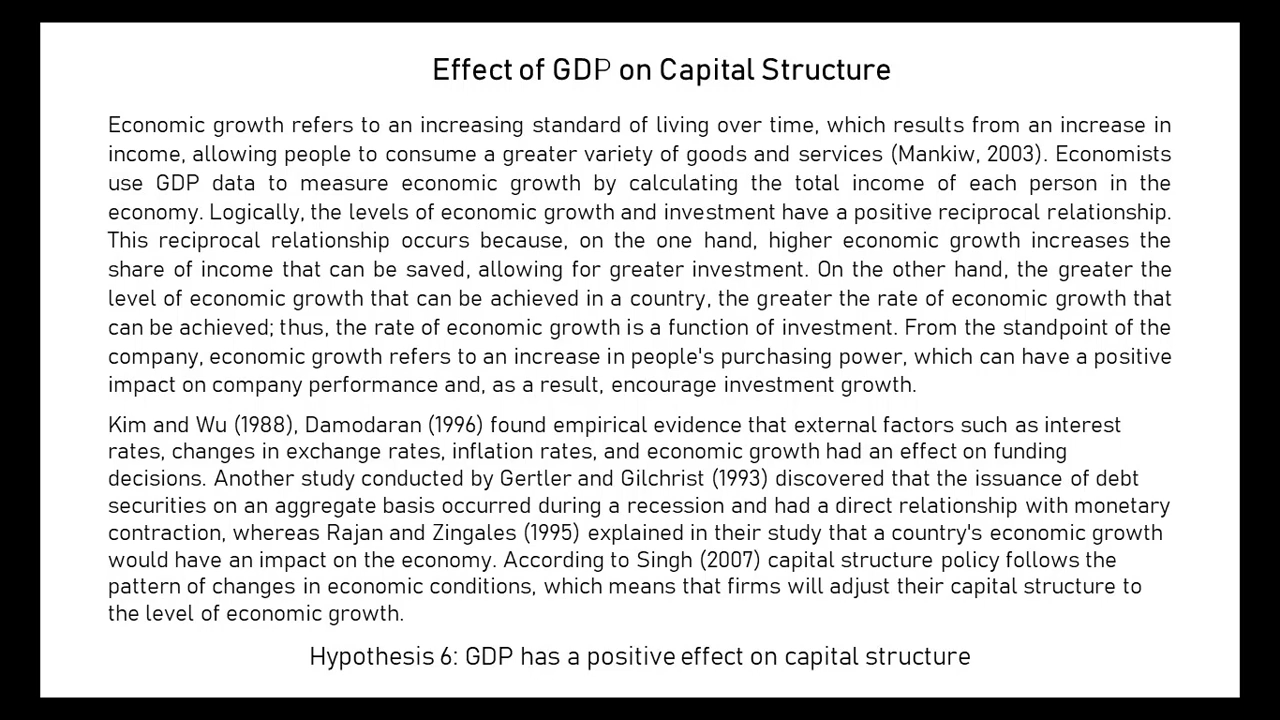 Effect of GDP on Capital Structure
Economic growth refers to an increasing standard of living over time, which results from an increase in
income, allowing people to consume a greater variety of goods and services (Mankiw, 2003). Economists
use GDP data to measure economic growth by calculating the total income of each person in the
economy. Logically, the levels of economic growth and investment have a positive reciprocal relationship.
This reciprocal relationship occurs because, on the one hand, higher economic growth increases the
share of income that can be saved, allowing for greater investment. On the other hand, the greater the
level of economic growth that can be achieved in a country, the greater the rate of economic growth that
can be achieved; thus, the rate of economic growth is a function of investment. From the standpoint of the
company, economic growth refers to an increase in people's purchasing power, which can have a positive
impact on company performance and, as a result, encourage investment growth.
Kim and Wu (1988), Damodaran (1996) found empirical evidence that external factors such as interest
rates, changes in exchange rates, inflation rates, and economic growth had an effect on funding
decisions. Another study conducted by Gertler and Gilchrist (1993) discovered that the issuance of debt
securities on an aggregate basis occurred during a recession and had a direct relationship with monetary
contraction, whereas Rajan and Zingales (1995) explained in their study that a country's economic growth
would have an impact on the economy. According to Singh (2007) capital structure policy follows the
pattern of changes in economic conditions, which means that firms will adjust their capital structure to
the level of economic growth.
Hypothesis 6: GDP has a positive effect on capital structure